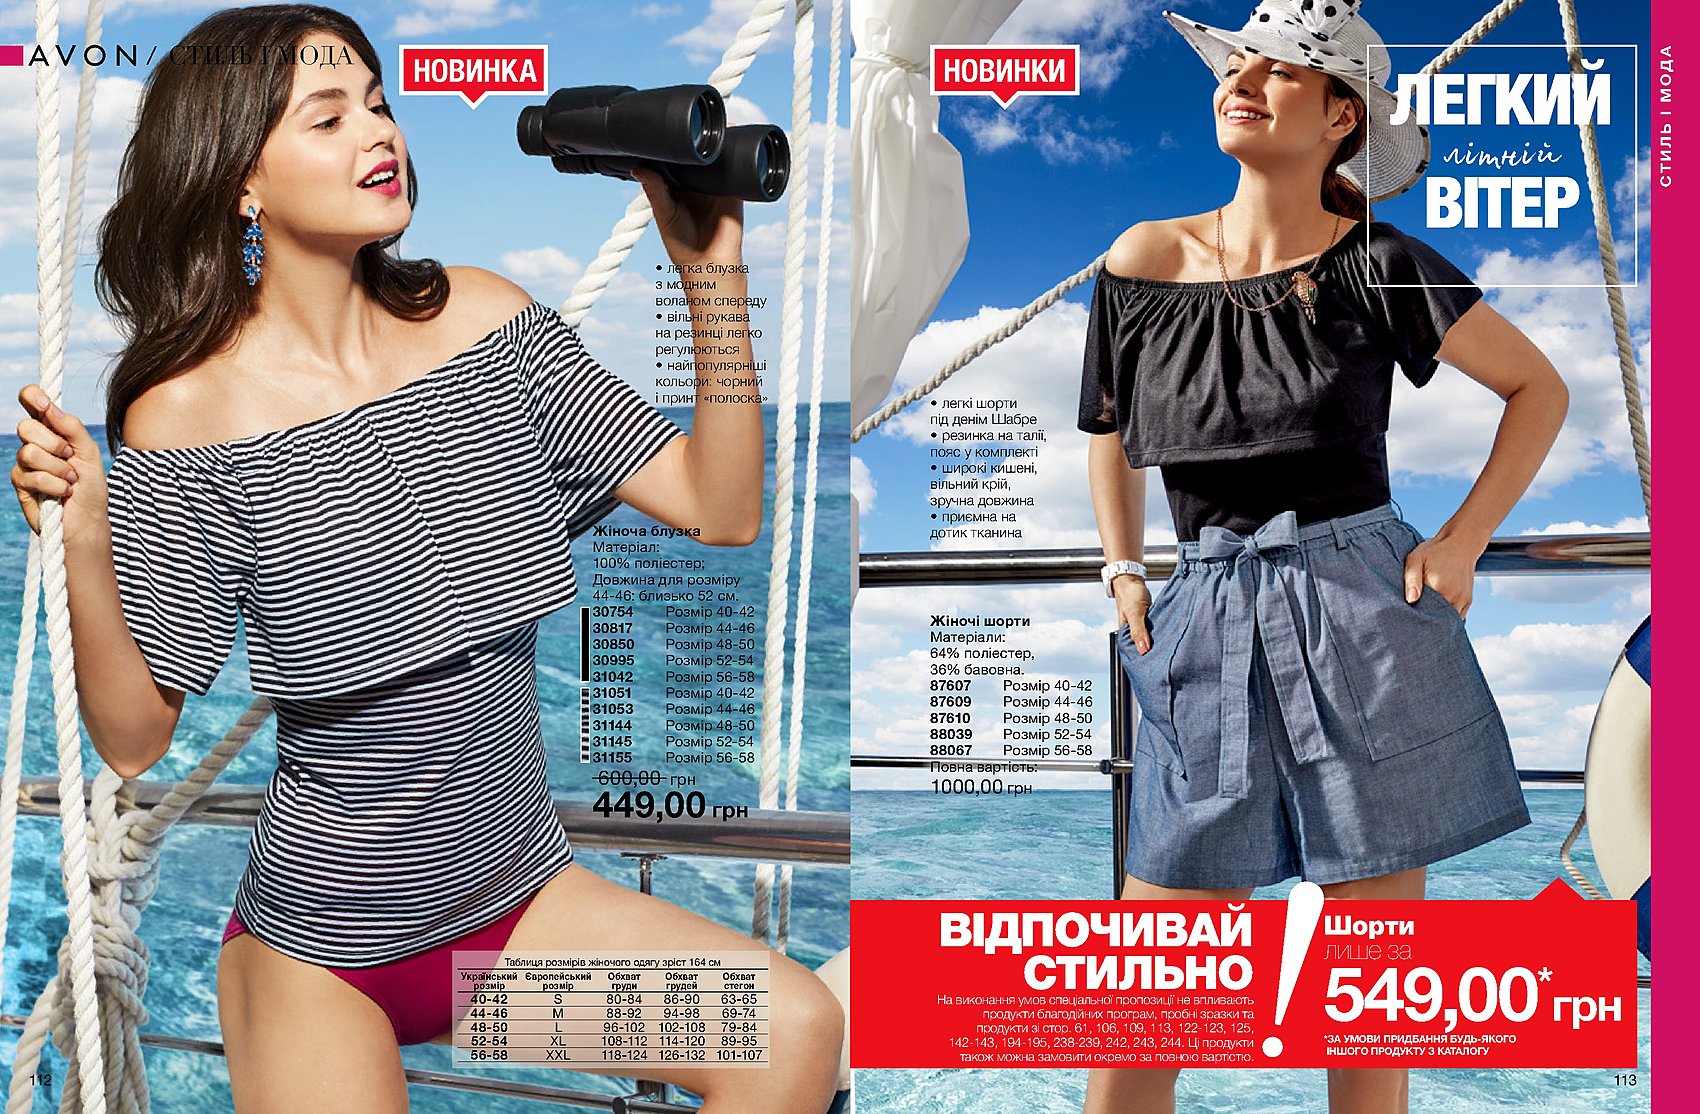 AVON / СТИЛЬ І МОДА
НОВИНКА
• легка блузка
з модним
воланом спереду
• вільні рукава
на резинці легко
регулюються
• найпопулярніші
кольори: чорний
і принт «полоска»
Жіноча блузка
Матеріал:
100% поліестер;
Довжина для розміру
44-46: близько 52 см.
30754 Розмір 40-42
30817 Розмір 44-46
30850 Розмір 48-50
30995 Розмір 52-54
31042 Розмір 56-58
31051 Розмір 40-42
31053 Розмір 44-46
31144 Розмір 48-50
31145 Розмір 52-54
31155 Розмір 56-58
600,00 грн
449,00 грн
Таблиця розмірів жіночого одягу зріст 164 см
Український розмір Європейський розмір Обхват груди Обхват грудей Обхват стегон
40-42 S 80-84 86-90 63-65
44-46 M 88-92 94-98 69-74
48-50 L 96-102 102-108 79-84
52-54 XL 108-112 114-120 89-95
56-58 XXL 118-124 126-132 101-107
112
НОВИНКИ
ЛЕГКИЙ
літній
ВІТЕР
СТИЛЬ І МОДА
• легкі шорти
під денім Шабре
• резинка на талії,
пояс у комплекті
• широкі кишені,
вільний крій,
зручна довжина
• приємна на
дотик тканина
Жіночі шорти
Матеріали:
64% поліестер,
36% бавовна.
87607 Розмір 40-42
87609 Розмір 44-46
87610 Розмір 48-50
88039 Розмір 52-54
88067 Розмір 56-58
Повна вартість:
1000,00 грн
ВІДПОЧИВАЙ
СТИЛЬНО
!
На виконання умов спеціальної пропозиції не впливають
продукти благодійних програм, пробні зразки та
продукти зі стор. 61, 106, 109, 113, 122-123, 125,
142-143, 194-195, 238-239, 242, 243, 244. Ці продукти
також можна замовити окремо за повною вартістю.
Шорти
лише за
549,00* грн
*ЗА УМОВИ ПРИДБАННЯ БУДЬ-ЯКОГО
ІНШОГО ПРОДУКТУ З КАТАЛОГУ
113